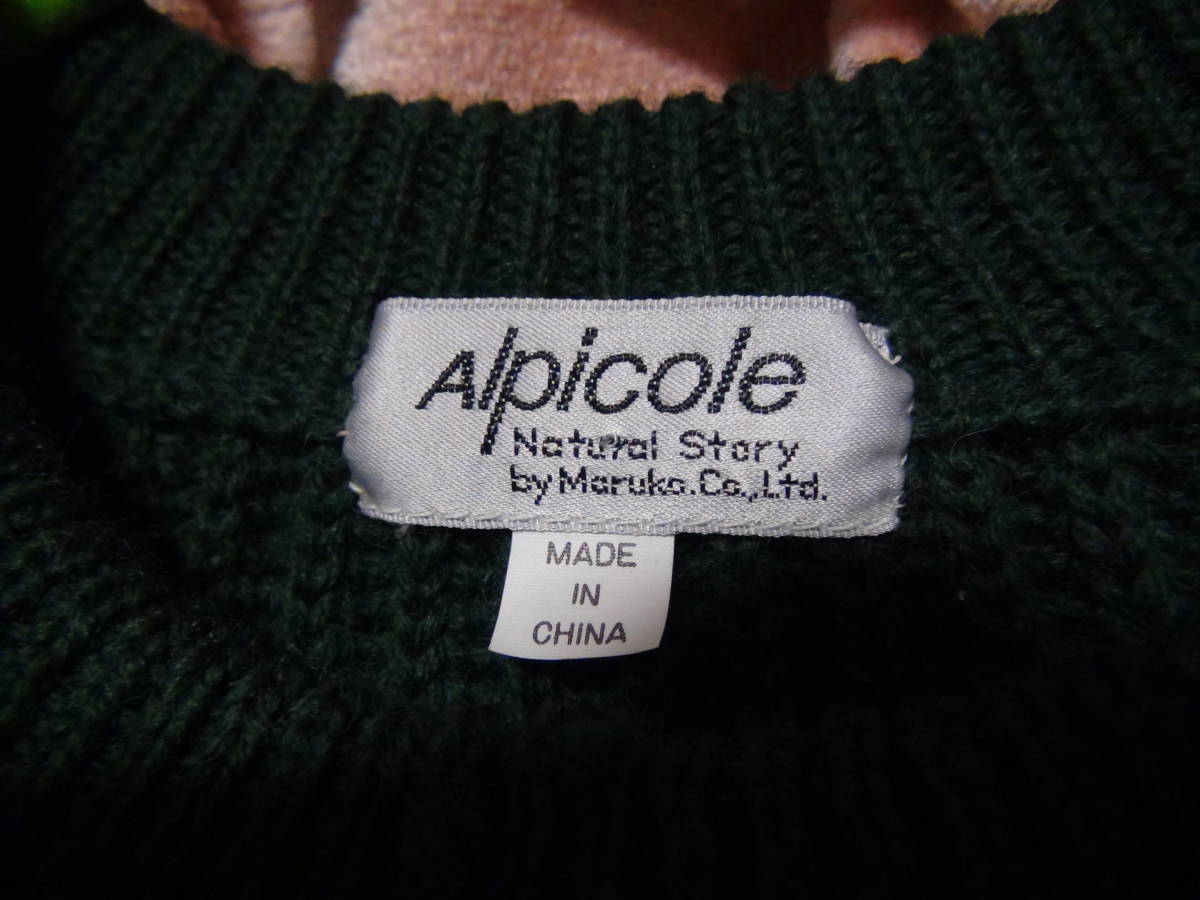 Alpicole
Natural Story
by Maruko.Co.,Ltd.
MADE
IN
CHINA